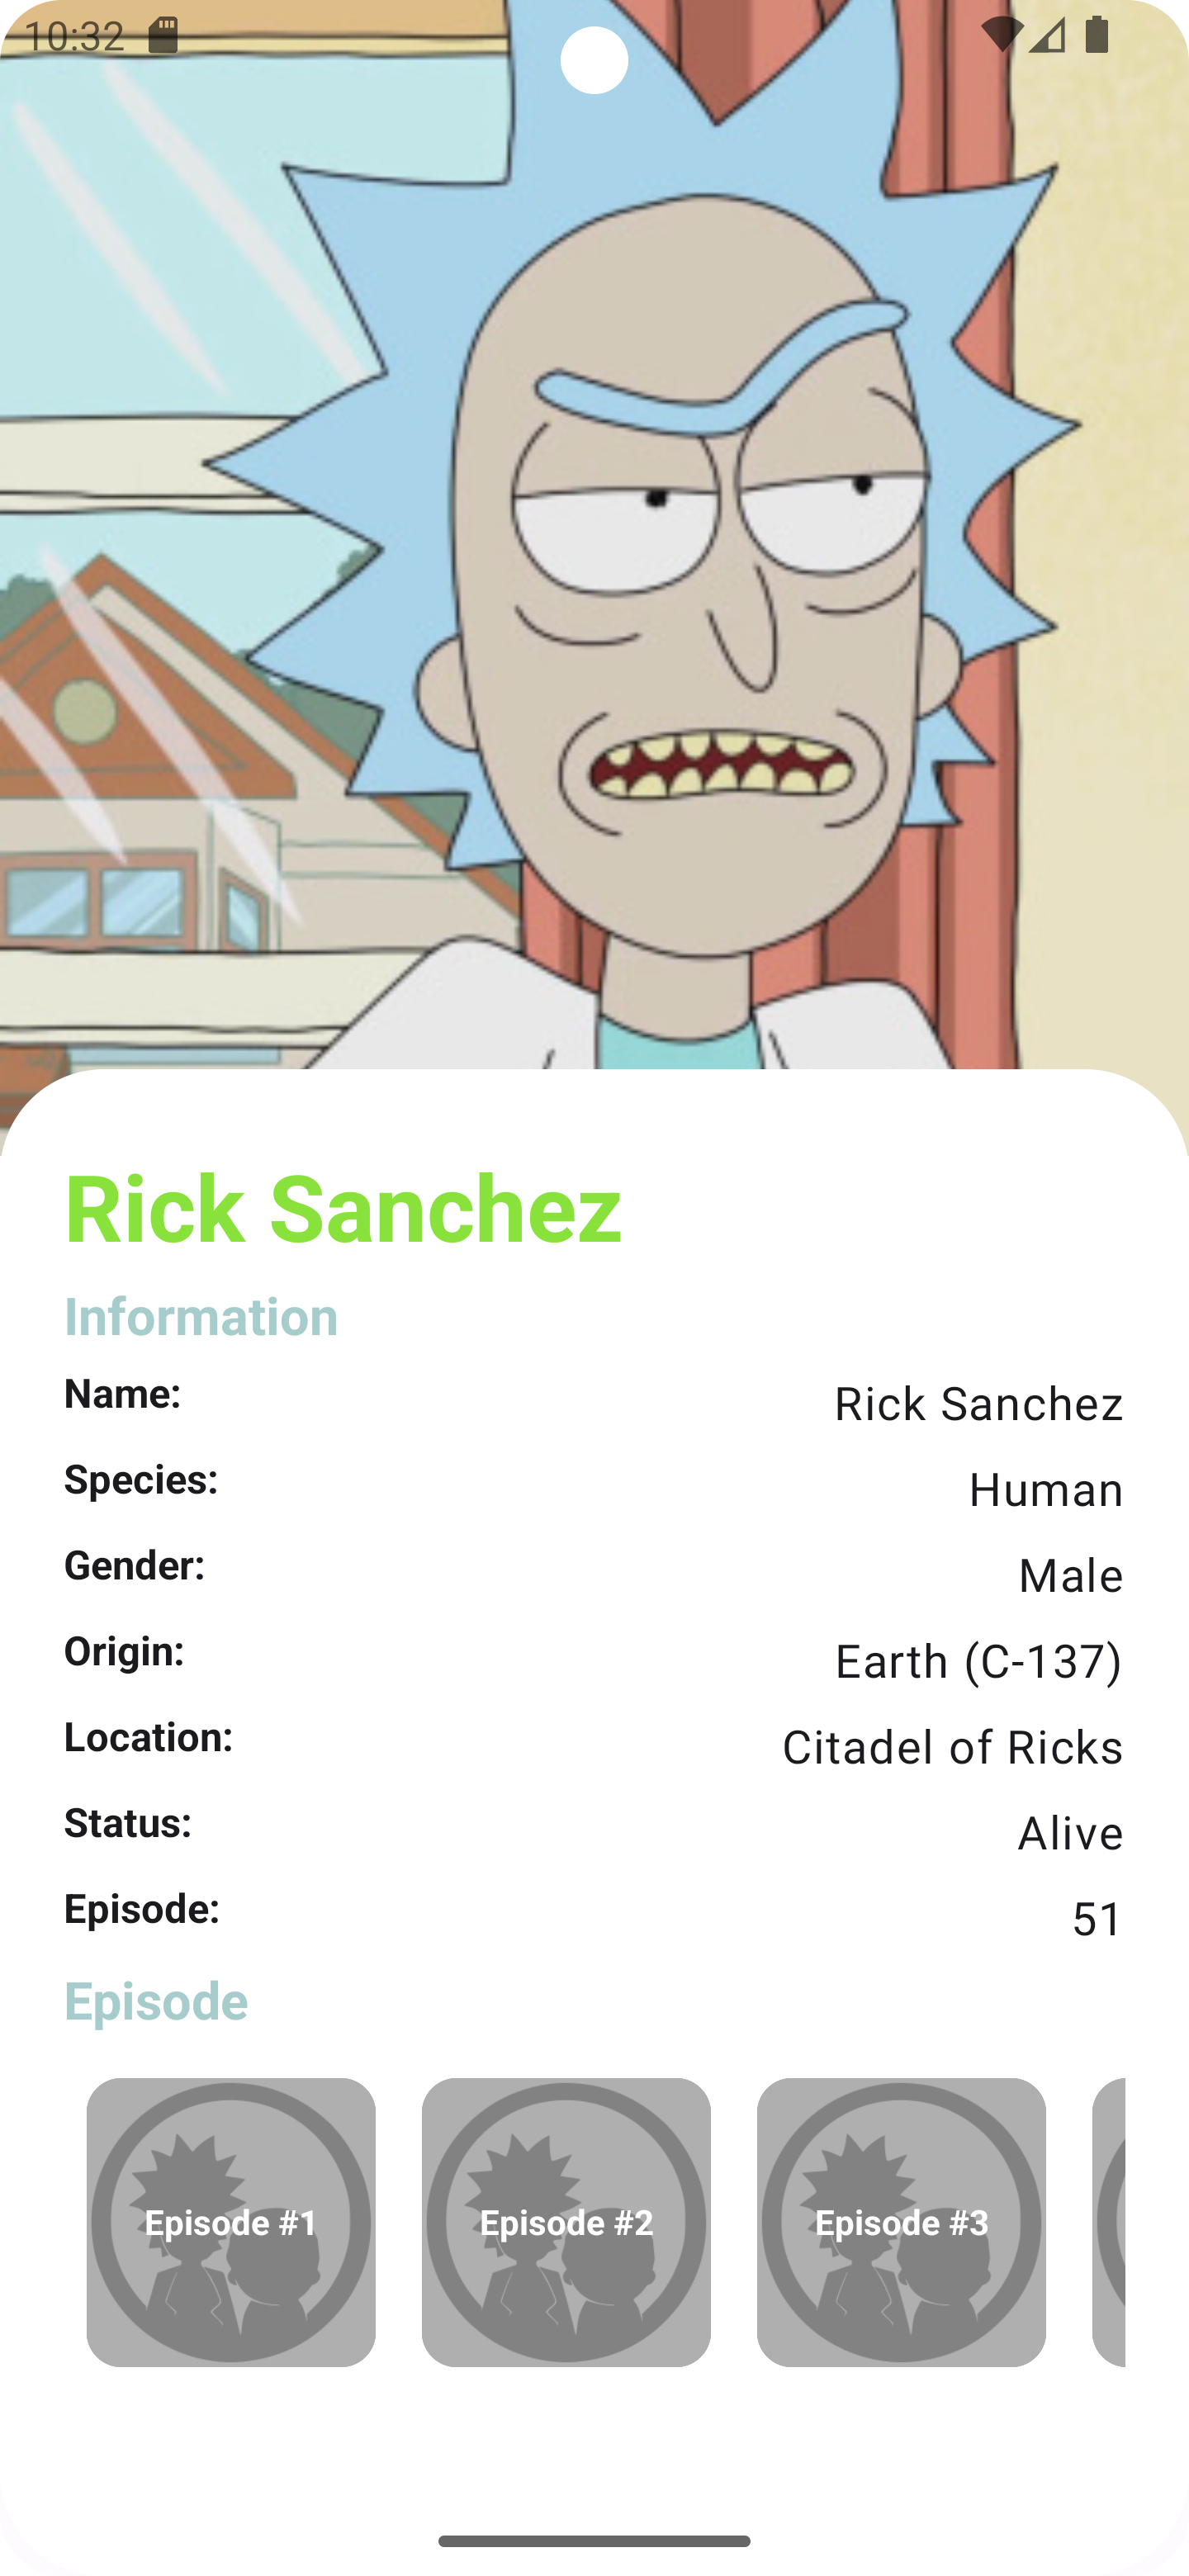 10:32
Rick Sanchez
Information
Name: Rick Sanchez
Species: Human
Gender: Male
Origin: Earth (C-137)
Location: Citadel of Ricks
Status: Alive
Episode: 51
Episode
Episode #1 Episode #2 Episode #3